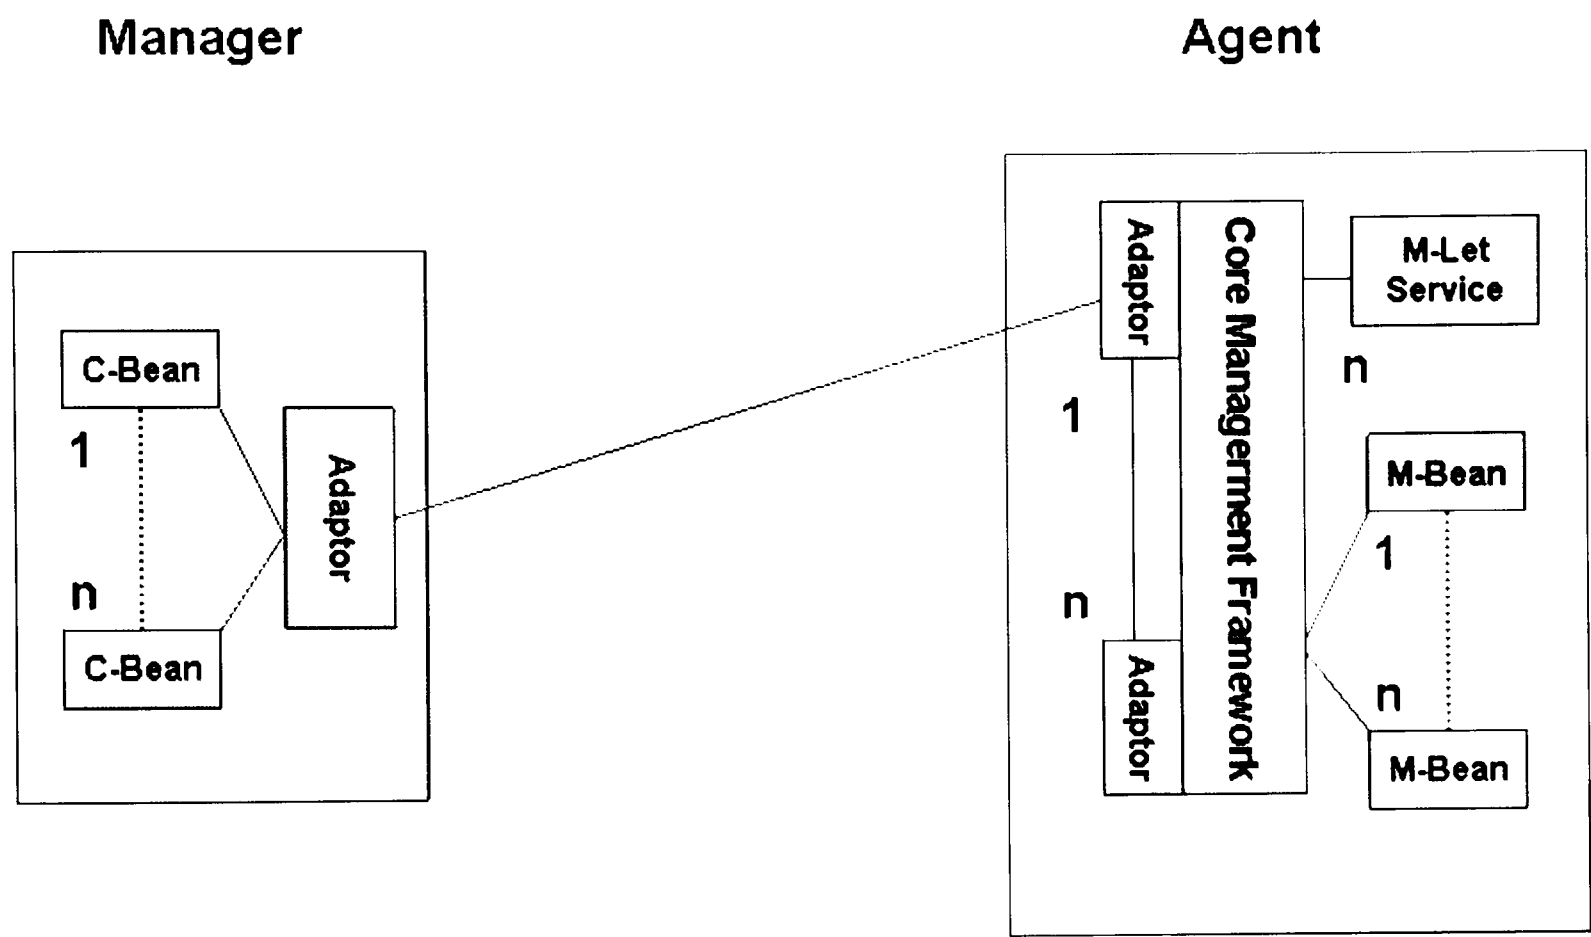 Manager
Agent
C-Bean
1
n
C-Bean
Adaptor
Adaptor
1
n
Adaptor
Core Managerment Framework
M-Let
Service
n
M-Bean
1
n
M-Bean